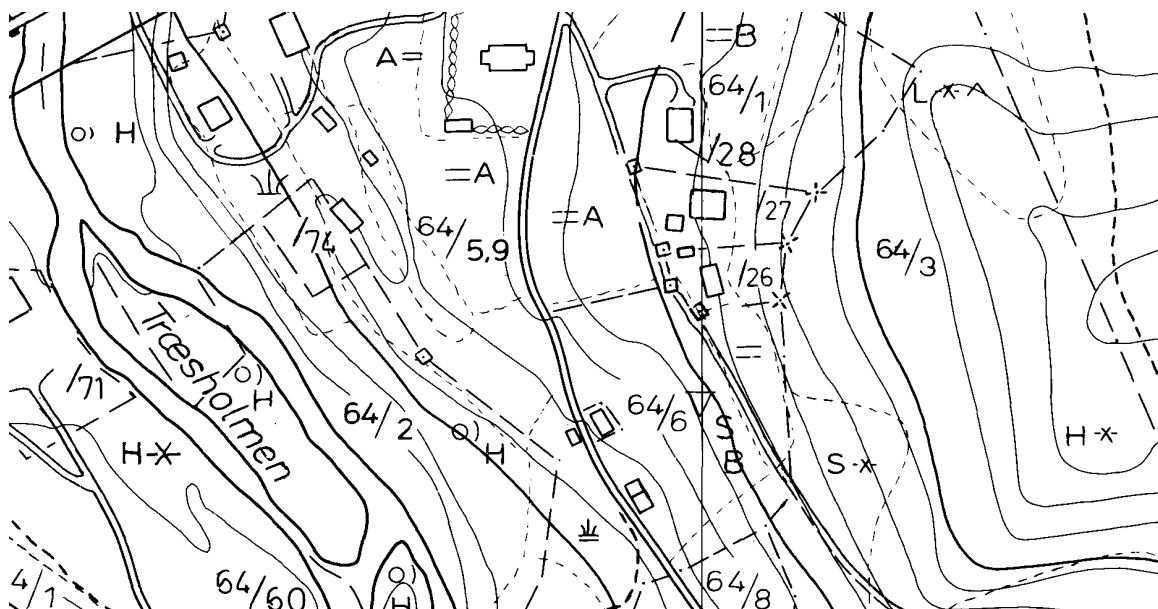 A=
=B
64/1
L-x-^
O) H
/28
=A
=A
27
/74
64/5,9
64/3
/26
=
Træsholmen
/71
H
64/2
64/6
H
S
B
H-X
S-x-
H-x-
4/1
64/60
H
64/8